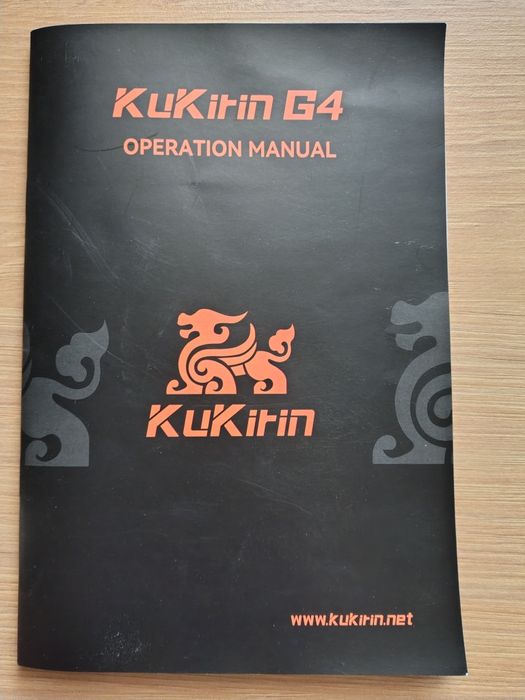 KuKirin G4
OPERATION MANUAL
KuKirin
www.kukirin.net